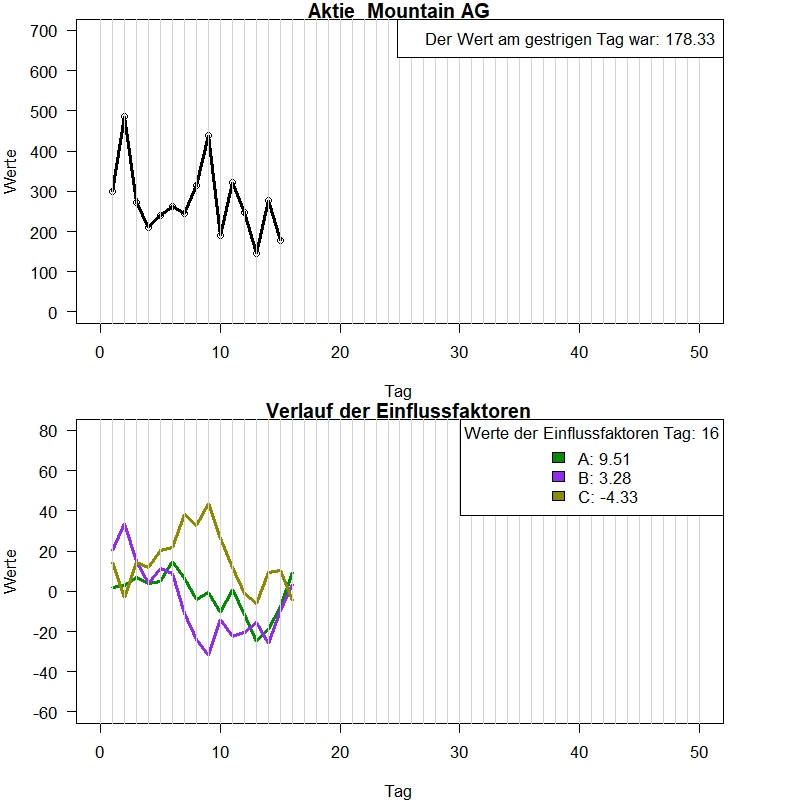 Aktie  Mountain AG
Der Wert am gestrigen Tag war: 178.33
Werte
700
600
500
400
300
200
100
0
0 10 20 30 40 50
Tag
Verlauf der Einflussfaktoren
Werte der Einflussfaktoren Tag: 16
A: 9.51
B: 3.28
C: -4.33
Werte
80
60
40
20
0
-20
-40
-60
0 10 20 30 40 50
Tag